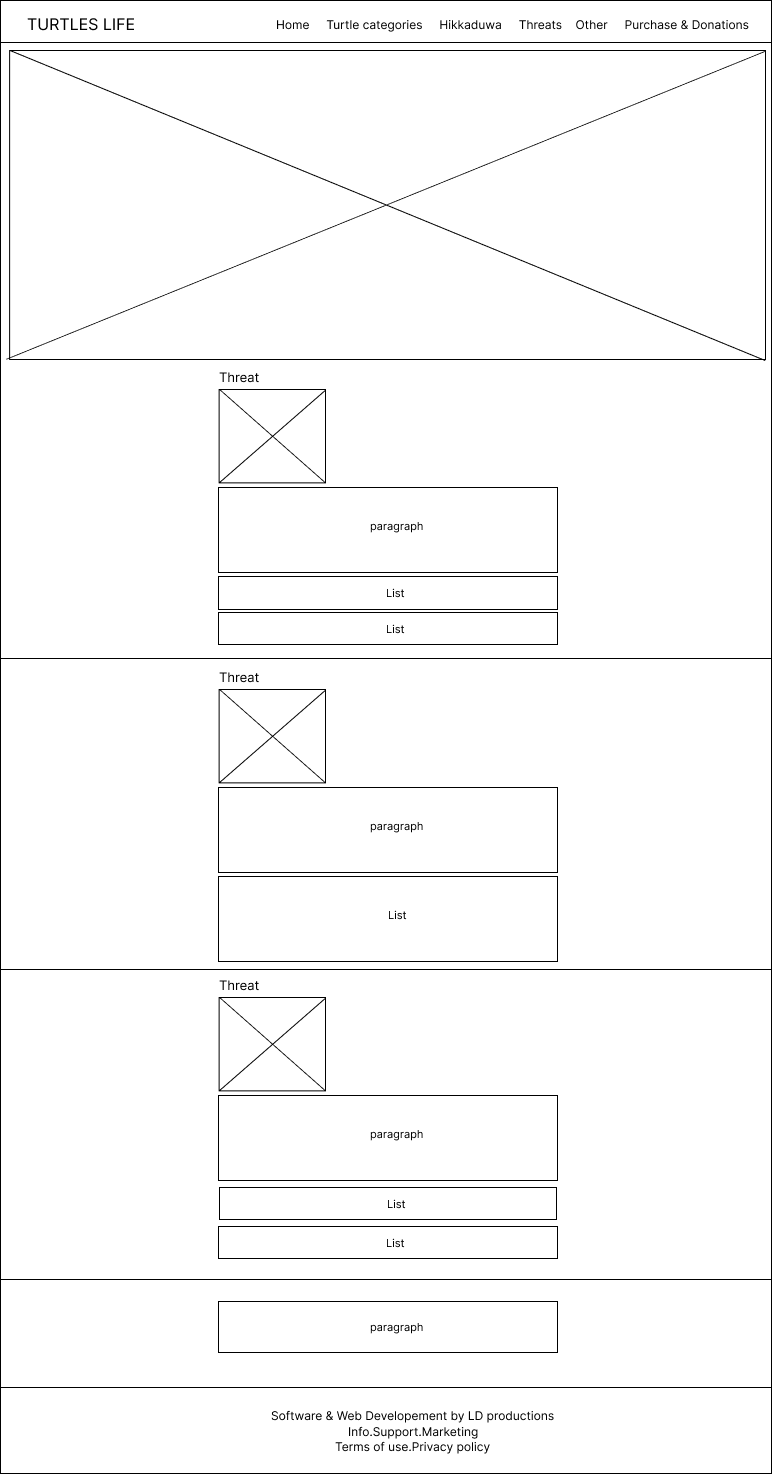 TURTLES LIFE
Home Turtle categories Hikkaduwa Threats Other Purchase & Donations
Threat
paragraph
List
List
Threat
paragraph
List
Threat
paragraph
List
List
paragraph
Software & Web Developement by LD productions
Info.Support.Marketing
Terms of use.Privacy policy